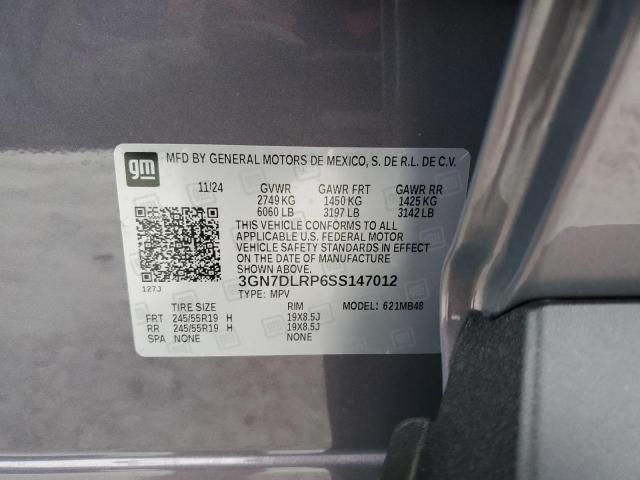 gm
MFD BY GENERAL MOTORS DE MEXICO, S. DE R.L. DE C.V.
11/24 GVWR GAWR FRT GAWR RR
2749 KG 1450 KG 1425 KG
6060 LB 3197 LB 3142 LB
THIS VEHICLE CONFORMS TO ALL
APPLICABLE U.S. FEDERAL MOTOR
VEHICLE SAFETY STANDARDS IN EFFECT
ON THE DATE OF MANUFACTURE
SHOWN ABOVE.
127J 3GN7DLRP6SS147012
TYPE: MPV
TIRE SIZE RIM MODEL: 621MB48
FRT 245/55R19 H 19X8.5J
RR 245/55R19 H 19X8.5J
SPA NONE NONE